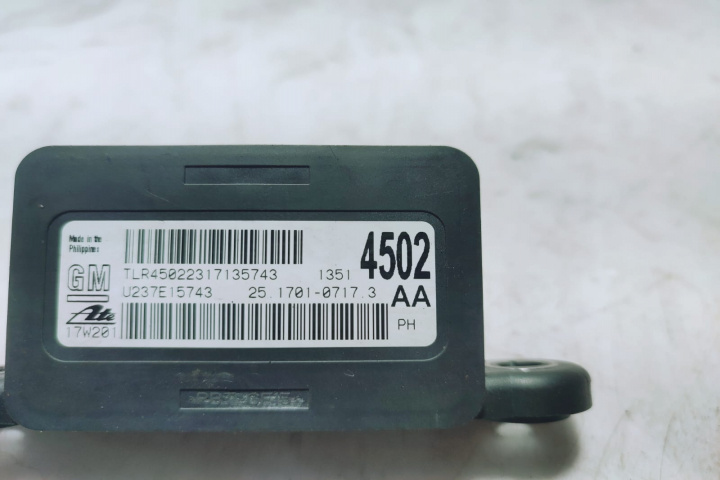 Made in the
Philippines
GM
TLR45022317135743 1351
4502
U237E15743 25.1701-0717.3
AA
Ate
17W201
PH